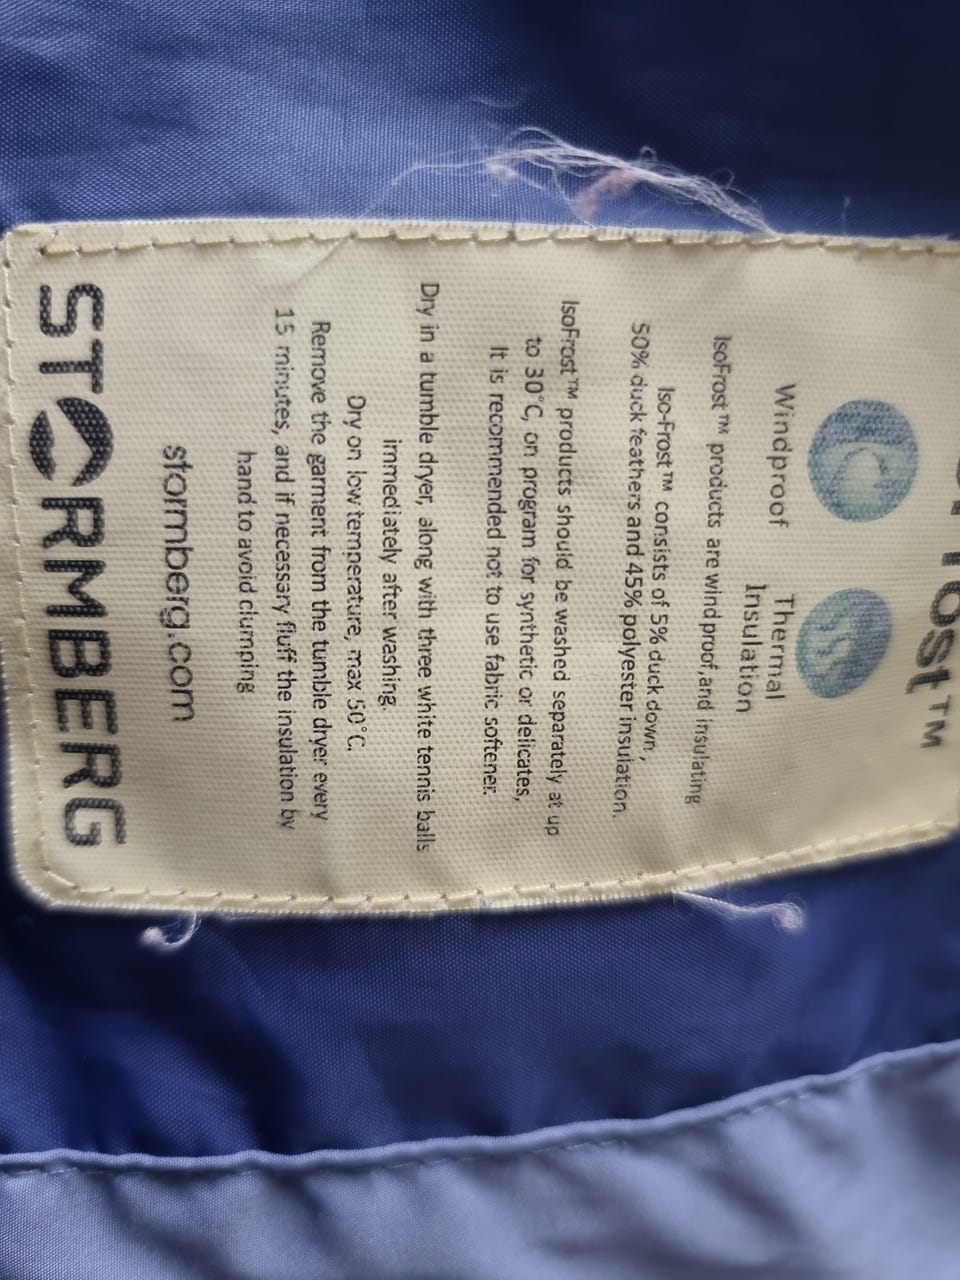 Frost™
Windproof
Thermal
Insulation
IsoFrost™ products are windproof, and insulating
Iso-Frost™ consists of 5% duck down,
50% duck feathers and 45% polyester insulation.
IsoFrost™ products should be washed separately at up
to 30°C, on program for synthetic or delicates,
It is recommended not to use fabric softener.
Dry in a tumble dryer, along with three white tennis balls
immediately after washing.
Dry on low temperature, max 50°C.
Remove the garment from the tumble dryer every
15 minutes, and if necessary fluff the insulation by
hand to avoid clumping
stormberg.com
STORMBERG